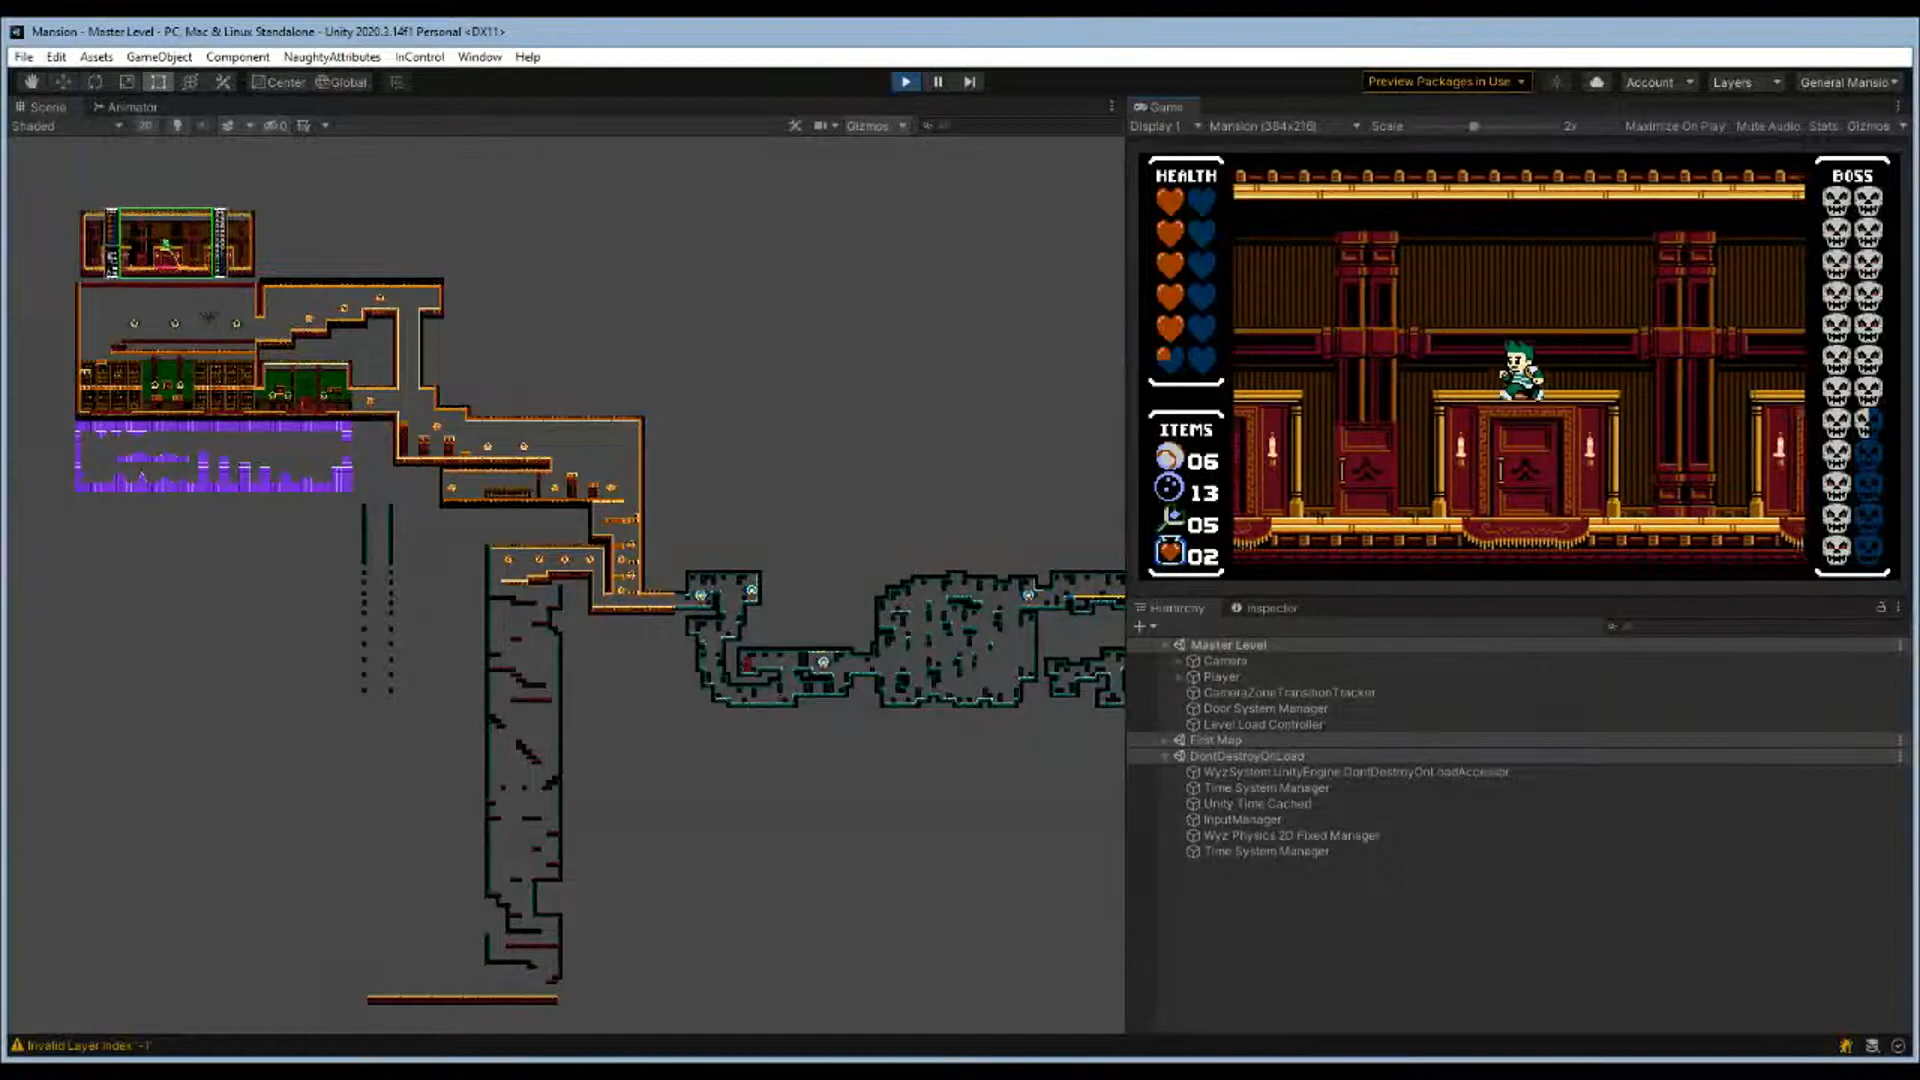 Mansion - Master Level - PC, Mac & Linux Standalone - Unity 2020.3.14f1 Personal <DX11>
File Edit Assets GameObject Component NaughtyAttributes InControl Window Help
Center Global Preview Packages in Use Account Layers General Mansio
Scene Animator Game
Shaded 2D 0 Gizmos Display 1 Mansion (384x216) Scale 2x Maximize On Play Mute Audio Stats Gizmos
HEALTH
BOSS
ITEMS
06
13
05
02
Hierarchy Inspector
Master Level
Camera
Player
CameraZoneTransitionTracker
Door System Manager
Level Load Controller
First Map
DontDestroyOnLoad
WyzSystem.UnityEngine.DontDestroyOnLoadAccessor
Time System Manager
Unity Time Cached
InputManager
Wyz Physics 2D Fixed Manager
Time System Manager
Invalid Layer Index '-1'